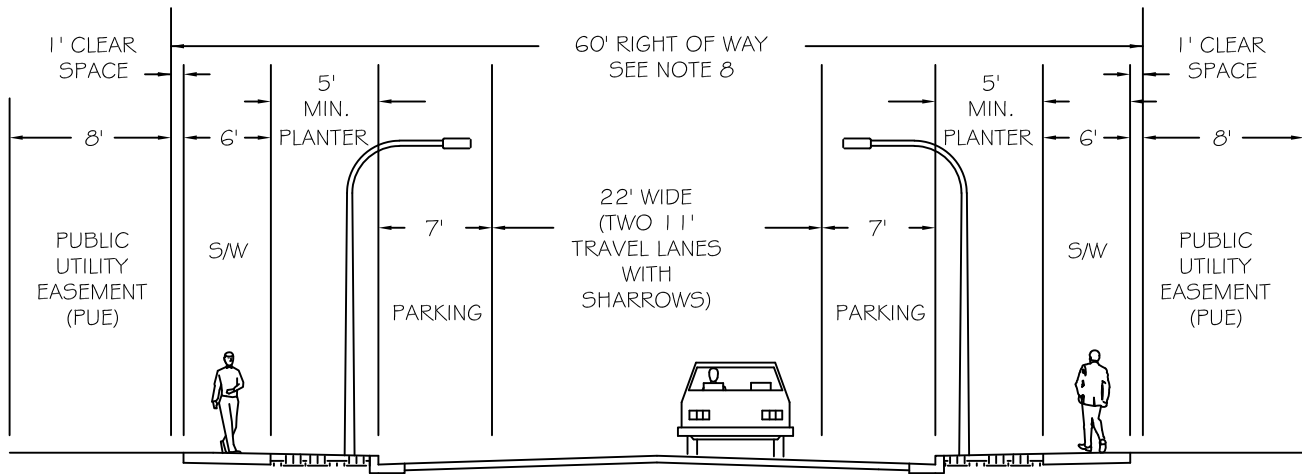 1' CLEAR
SPACE
60' RIGHT OF WAY
SEE NOTE 8
1' CLEAR
SPACE
5'
MIN.
PLANTER
5'
MIN.
PLANTER
8'
6'
6'
8'
7'
22' WIDE
(TWO 11'
TRAVEL LANES
WITH
SHARROWS)
7'
PUBLIC
UTILITY
EASEMENT
(PUE)
S/W
PARKING
PARKING
S/W
PUBLIC
UTILITY
EASEMENT
(PUE)